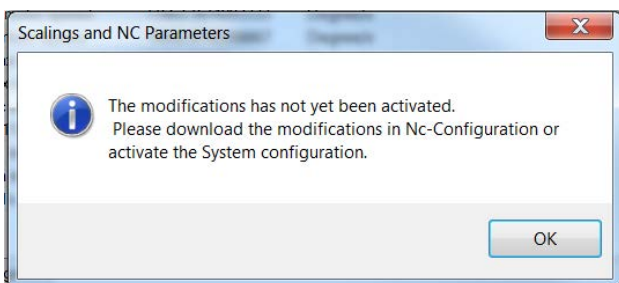 Scalings and NC Parameters
The modifications has not yet been activated.
Please download the modifications in Nc-Configuration or
activate the System configuration.
OK